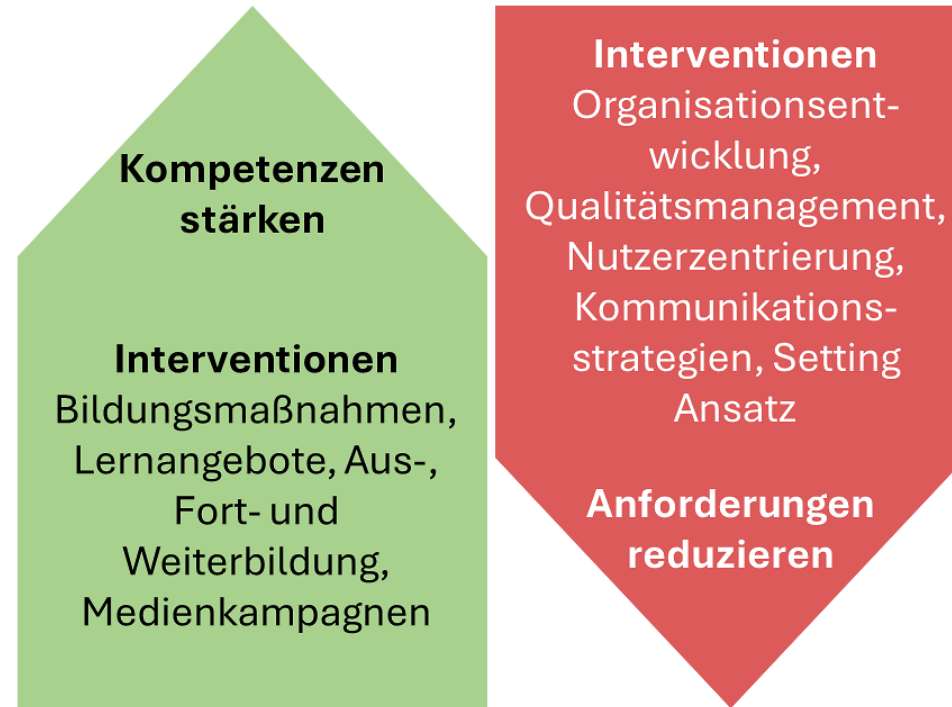 Kompetenzen
stärken
Interventionen
Bildungsmaßnahmen,
Lernangebote, Aus-,
Fort- und
Weiterbildung,
Medienkampagnen
Interventionen
Organisationsent-
wicklung,
Qualitätsmanagement,
Nutzerzentrierung,
Kommunikations-
strategien, Setting
Ansatz
Anforderungen
reduzieren